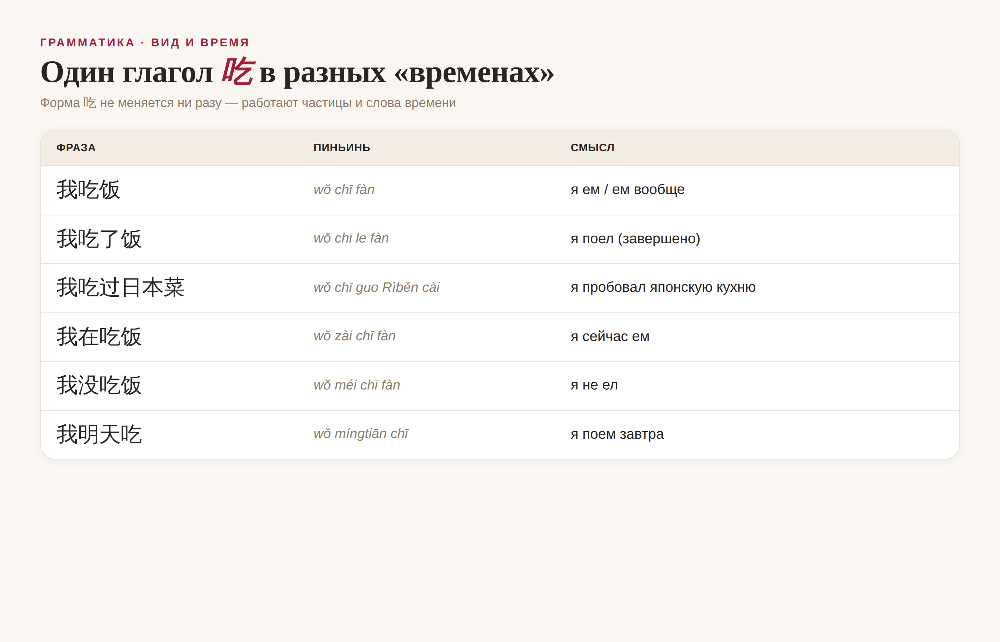 ГРАММАТИКА · ВИД И ВРЕМЯ
Один глагол 吃 в разных «временах»
Форма 吃 не меняется ни разу — работают частицы и слова времени
ФРАЗА ПИНЬИНЬ СМЫСЛ
我吃饭 wǒ chī fàn я ем / ем вообще
我吃了饭 wǒ chī le fàn я поел (завершено)
我吃过日本菜 wǒ chī guo Rìběn cài я пробовал японскую кухню
我在吃饭 wǒ zài chī fàn я сейчас ем
我没吃饭 wǒ méi chī fàn я не ел
我明天吃 wǒ míngtiān chī я поем завтра